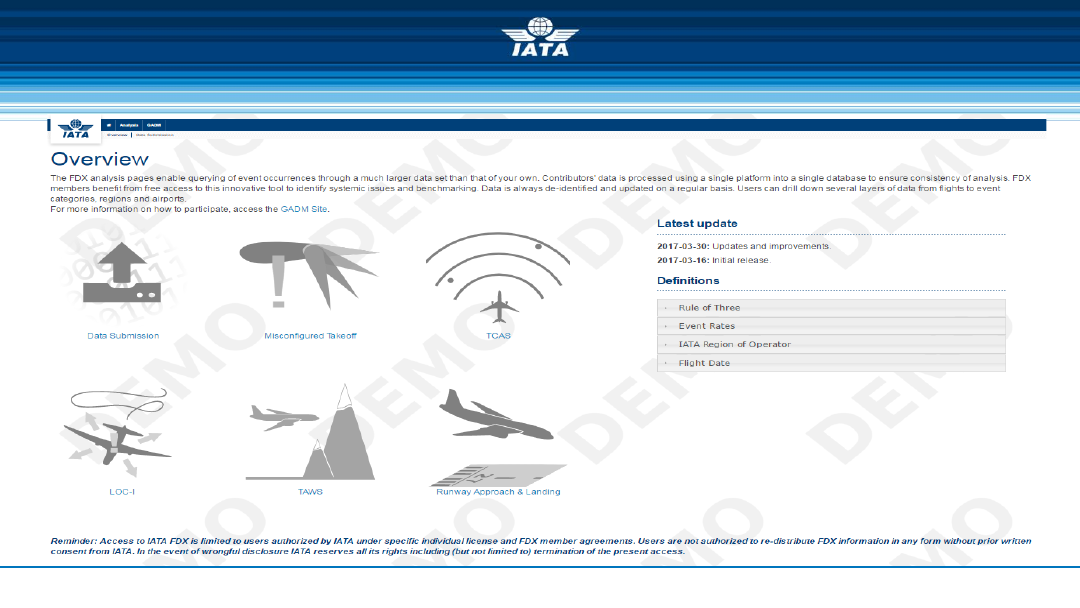 IATA
IATA
Analysis GADM
Overview Data Submission
Overview
The FDX analysis pages enable querying of event occurrences through a much larger data set than that of your own. Contributors' data is processed using a single platform into a single database to ensure consistency of analysis. FDX
members benefit from free access to this innovative tool to identify systemic issues and benchmarking. Data is always de-identified and updated on a regular basis. Users can drill down several layers of data from flights to event
categories, regions and airports.
For more information on how to participate, access the GADM Site.
Data Submission
Misconfigured Takeoff
TCAS
LOC-I
TAWS
Runway Approach & Landing
Latest update
2017-03-30: Updates and improvements.
2017-03-16: Initial release.
Definitions
Rule of Three
Event Rates
IATA Region of Operator
Flight Date
DEMO DEMO DEMO
DEMO DEMO DEMO
DEMO DEMO DEMO
Reminder: Access to IATA FDX is limited to users authorized by IATA under specific individual license and FDX member agreements. Users are not authorized to re-distribute FDX information in any form without prior written
consent from IATA. In the event of wrongful disclosure IATA reserves all its rights including (but not limited to) termination of the present access.